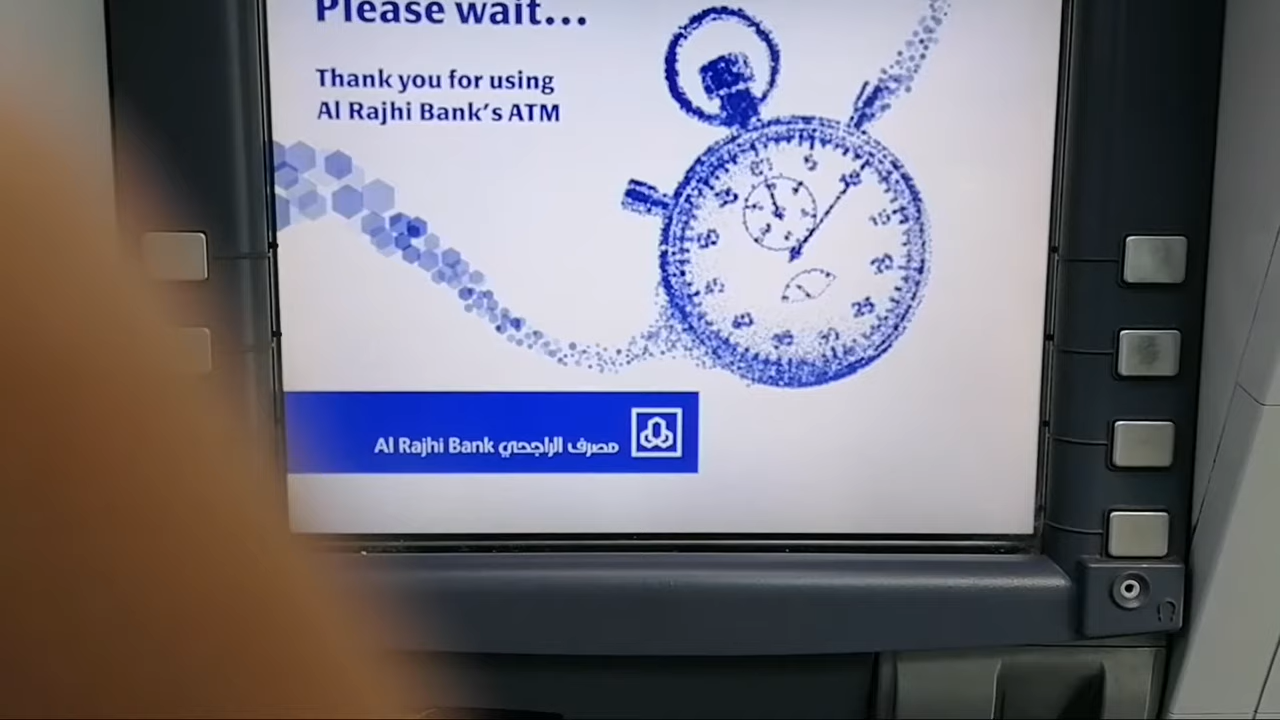 Please wait...
Thank you for using
Al Rajhi Bank's ATM
Al Rajhi Bank مصرف الراجحي